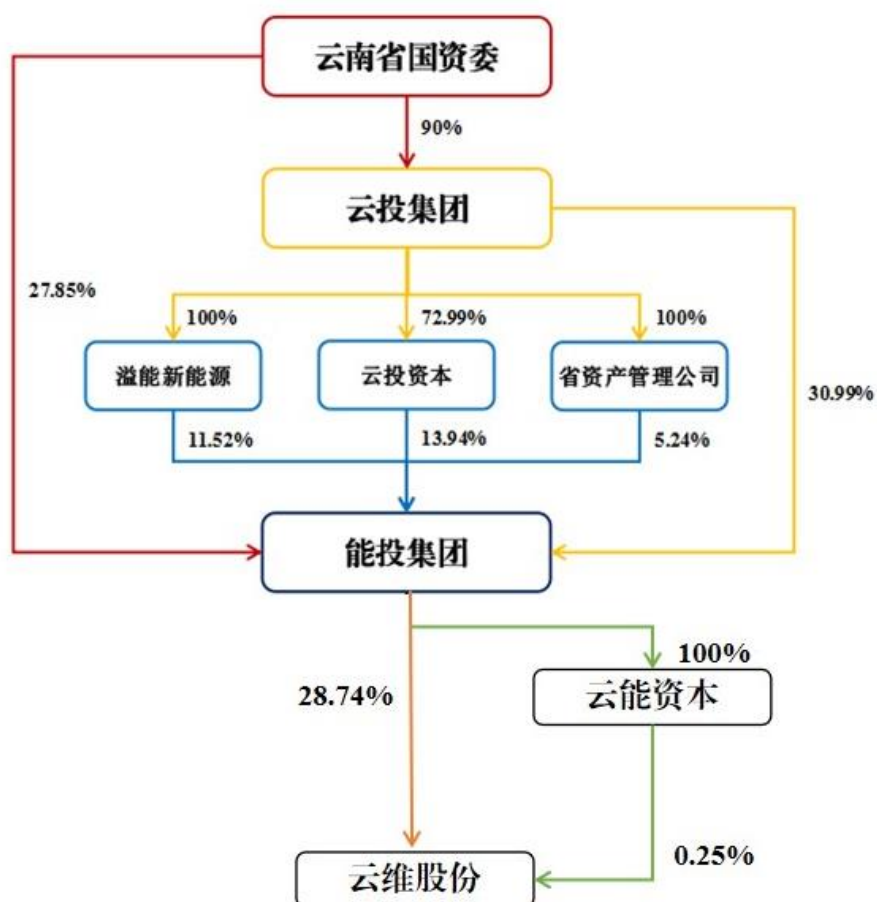 云南省国资委
90%
云投集团
27.85%
100%
72.99%
100%
溢能新能源
云投资本
省资产管理公司
30.99%
11.52%
13.94%
5.24%
能投集团
100%
28.74%
云能资本
0.25%
云维股份